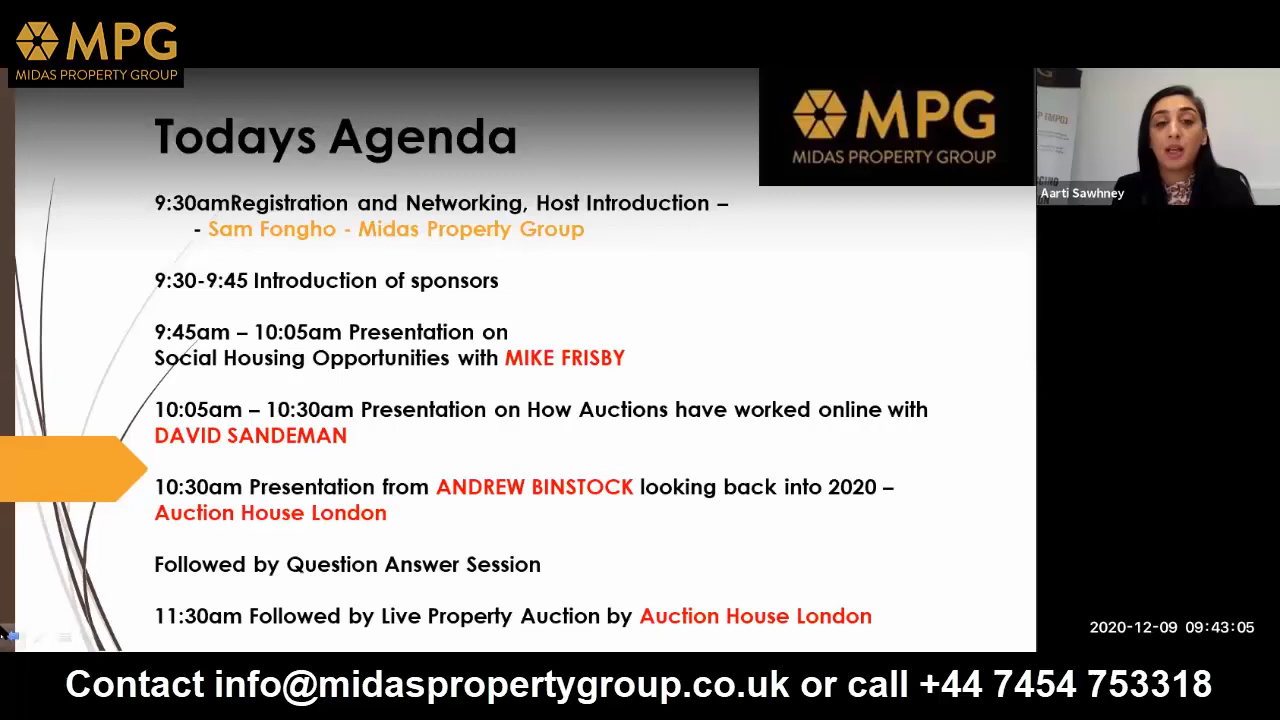 MPG
MIDAS PROPERTY GROUP
MPG
MIDAS PROPERTY GROUP
Aarti Sawhney
Todays Agenda
9:30amRegistration and Networking, Host Introduction –
- Sam Fongho - Midas Property Group
9:30-9:45 Introduction of sponsors
9:45am – 10:05am Presentation on
Social Housing Opportunities with MIKE FRISBY
10:05am – 10:30am Presentation on How Auctions have worked online with
DAVID SANDEMAN
10:30am Presentation from ANDREW BINSTOCK looking back into 2020 –
Auction House London
Followed by Question Answer Session
11:30am Followed by Live Property Auction by Auction House London
2020-12-09 09:43:05
Contact info@midaspropertygroup.co.uk or call +44 7454 753318